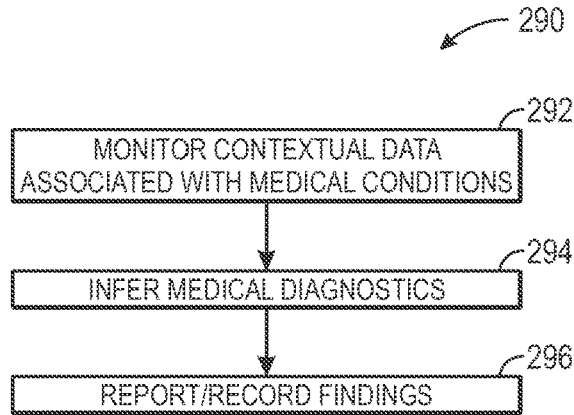 290
292
MONITOR CONTEXTUAL DATA
ASSOCIATED WITH MEDICAL CONDITIONS
294
INFER MEDICAL DIAGNOSTICS
296
REPORT/RECORD FINDINGS